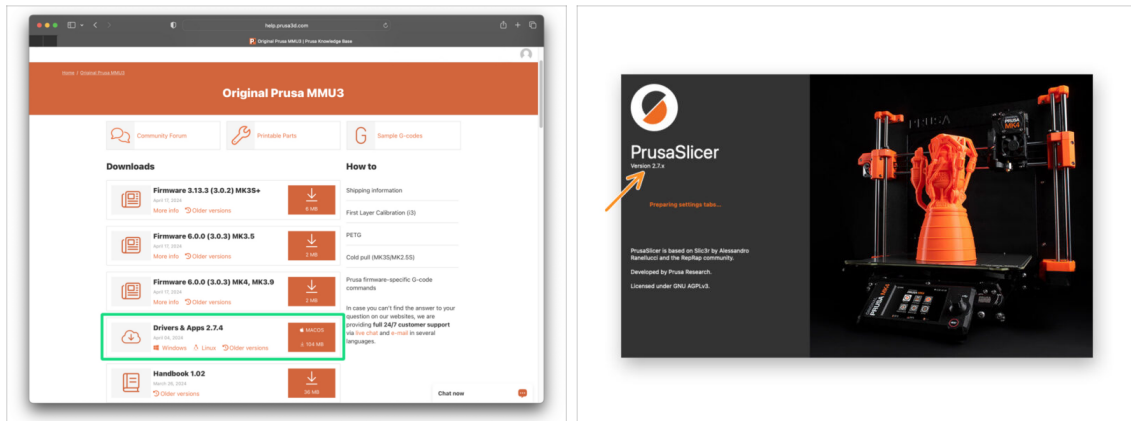 help.prusa3d.com
Original Prusa MMU3 | Prusa Knowledge Base
Home / Original Prusa MMU3
Original Prusa MMU3
Community Forum
Printable Parts
G Sample G-codes
Downloads
Firmware 3.13.3 (3.0.2) MK3S+
April 17, 2024
More info Older versions
6 MB
Firmware 6.0.0 (3.0.3) MK3.5
April 17, 2024
More info Older versions
2 MB
Firmware 6.0.0 (3.0.3) MK4, MK3.9
April 17, 2024
More info Older versions
2 MB
Drivers & Apps 2.7.4
Windows Linux Older versions
MACOS
104 MB
Handbook 1.02
March 26, 2024
Older versions
How to
Shipping information
First Layer Calibration (i3)
PETG
Cold pull (MK3S/MK2.5S)
Prusa firmware-specific G-code
commands
In case you can't find the answer to your
question on our websites, we are
providing full 24/7 customer support
via live chat and e-mail in several
languages.
Chat now
PrusaSlicer
Version 2.7.x
Preparing settings tabs...
PrusaSlicer is based on Slic3r by Alessandro
Ranellucci and the RepRap community.
Developed by Prusa Research.
Licensed under GNU AGPLv3.
PRUSA
PRUSA
MK4
PRUSA MK4